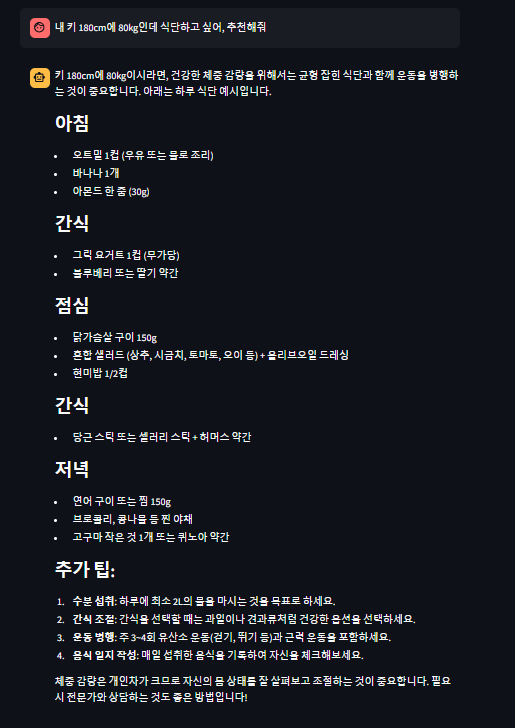 내 키 180cm에 80kg인데 식단하고 싶어, 추천해줘
키 180cm에 80kg이시라면, 건강한 체중 감량을 위해서는 균형 잡힌 식단과 함께 운동을 병행하
는 것이 중요합니다. 아래는 하루 식단 예시입니다.
아침
• 오트밀 1컵 (우유 또는 물로 조리)
• 바나나 1개
• 아몬드 한 줌 (30g)
간식
• 그릭 요거트 1컵 (무가당)
• 블루베리 또는 딸기 약간
점심
• 닭가슴살 구이 150g
• 혼합 샐러드 (상추, 시금치, 토마토, 오이 등) + 올리브오일 드레싱
• 현미밥 1/2컵
간식
• 당근 스틱 또는 셀러리 스틱 + 허머스 약간
저녁
• 연어 구이 또는 찜 150g
• 브로콜리, 콩나물 등 찐 야채
• 고구마 작은 것 1개 또는 퀴노아 약간
추가 팁:
1. 수분 섭취: 하루에 최소 2L의 물을 마시는 것을 목표로 하세요.
2. 간식 조절: 간식을 선택할 때는 과일이나 견과류처럼 건강한 옵션을 선택하세요.
3. 운동 병행: 주 3~4회 유산소 운동(걷기, 뛰기 등)과 근력 운동을 포함하세요.
4. 음식 일지 작성: 매일 섭취한 음식을 기록하여 자신을 체크해보세요.
체중 감량은 개인차가 크므로 자신의 몸 상태를 잘 살펴보고 조절하는 것이 중요합니다. 필요
시 전문가와 상담하는 것도 좋은 방법입니다!